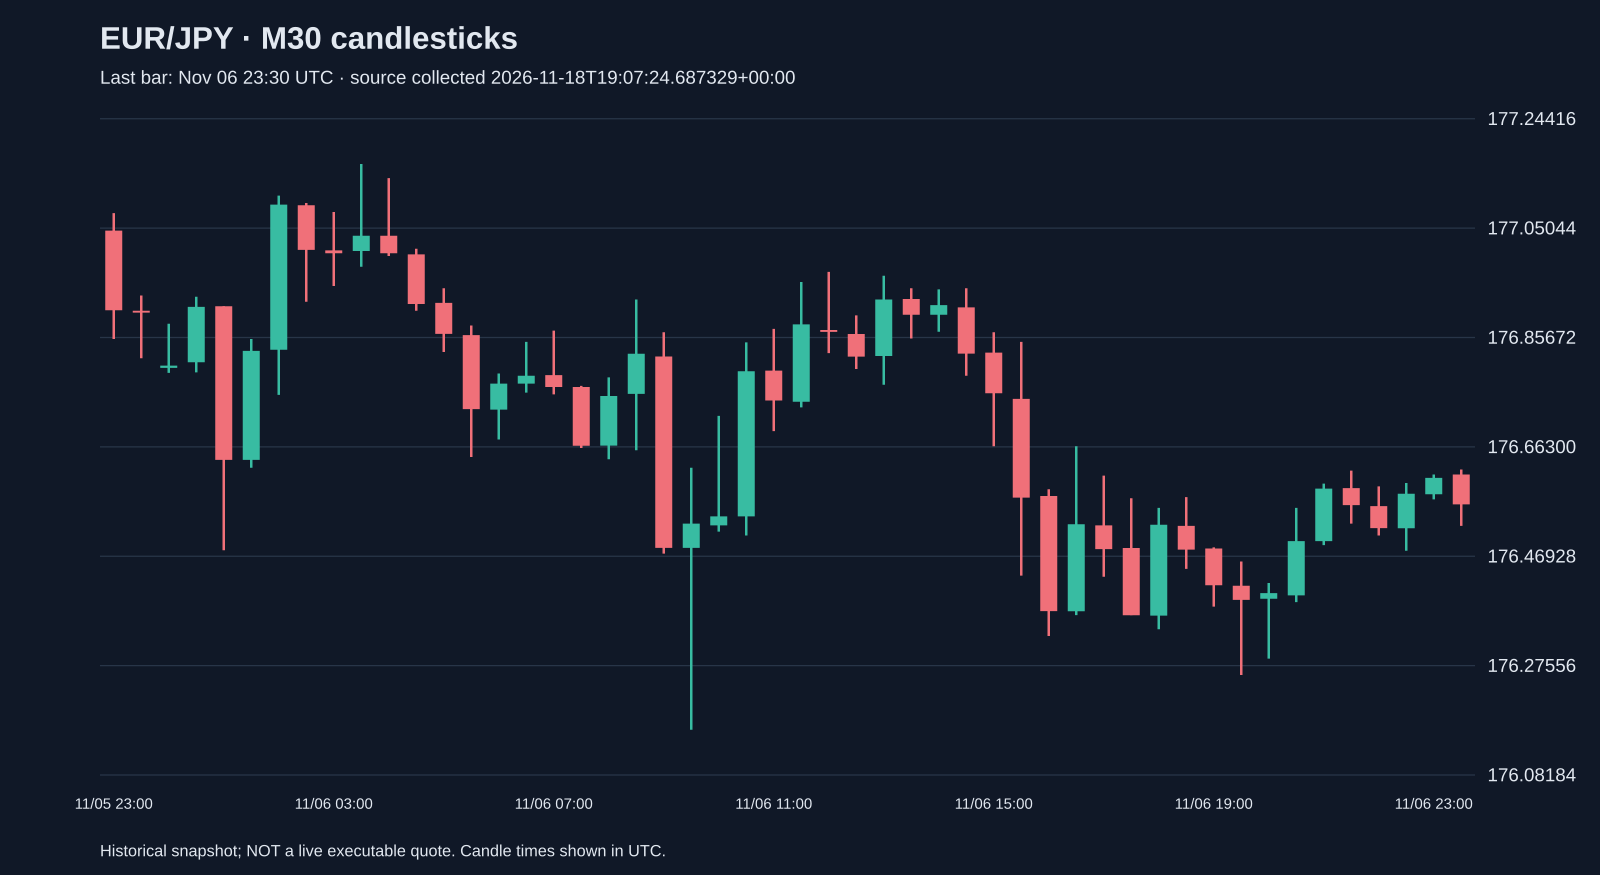 EUR/JPY · M30 candlesticks
Last bar: Nov 06 23:30 UTC · source collected 2026-11-18T19:07:24.687329+00:00
177.24416
177.05044
176.85672
176.66300
176.46928
176.27556
176.08184
11/05 23:00 11/06 03:00 11/06 07:00 11/06 11:00 11/06 15:00 11/06 19:00 11/06 23:00
Historical snapshot; NOT a live executable quote. Candle times shown in UTC.